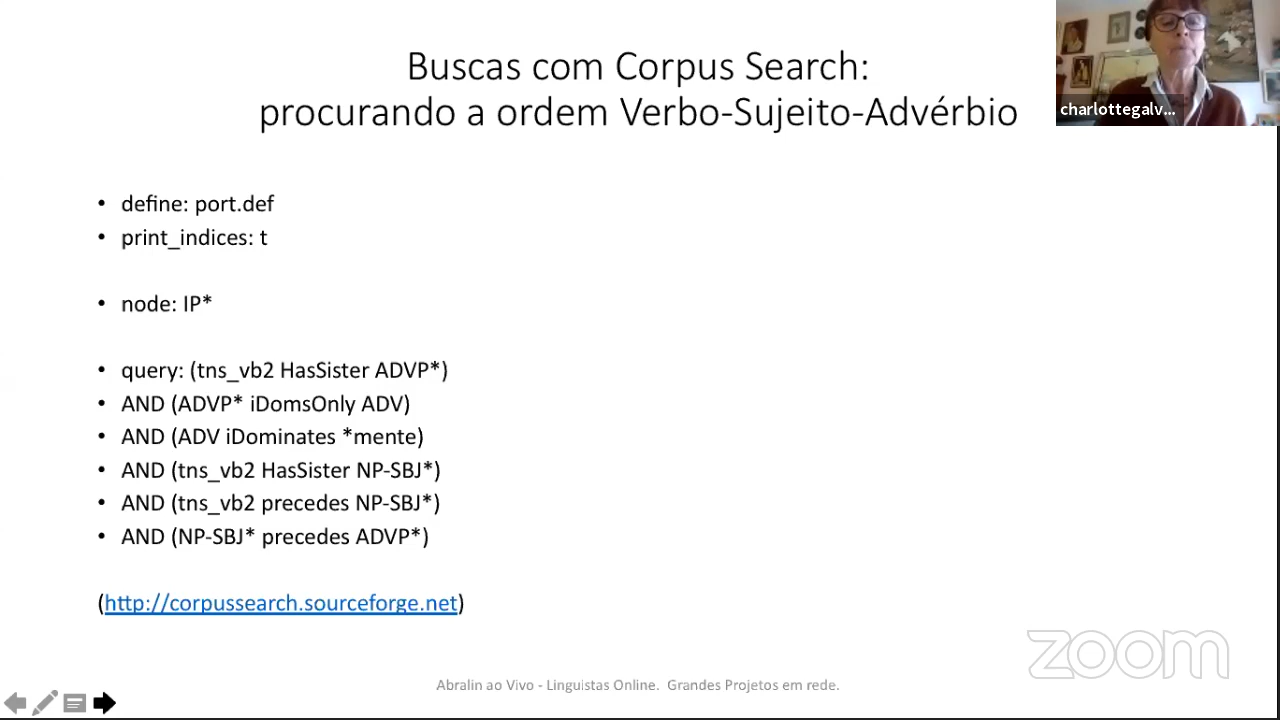 Buscas com Corpus Search:
procurando a ordem Verbo-Sujeito-Advérbio
charlottegalv...
• define: port.def
• print_indices: t
• node: IP*
• query: (tns_vb2 HasSister ADVP*)
• AND (ADVP* iDomsOnly ADV)
• AND (ADV iDominates *mente)
• AND (tns_vb2 HasSister NP-SBJ*)
• AND (tns_vb2 precedes NP-SBJ*)
• AND (NP-SBJ* precedes ADVP*)
(http://corpussearch.sourceforge.net)
zoom
Abralin ao Vivo - Linguistas Online. Grandes Projetos em rede.